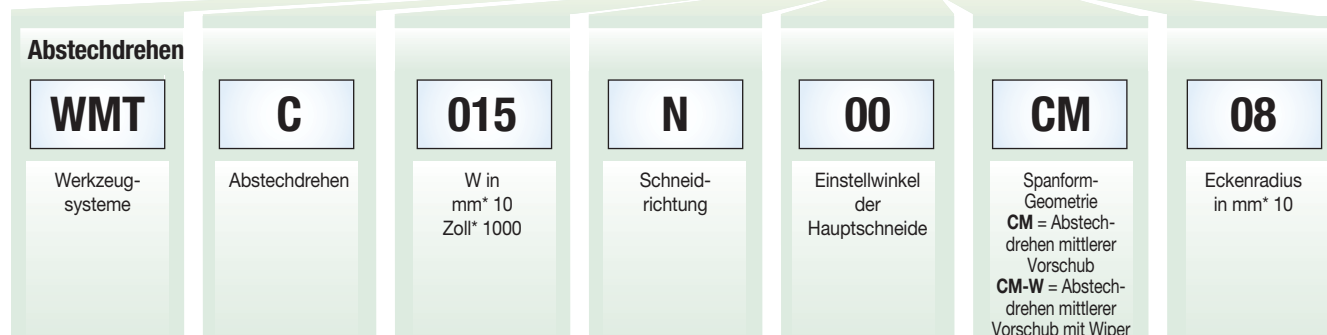 Abstechdrehen
WMT
C
015
N
00
CM
08
Werkzeug-
systeme
Abstechdrehen
W in
mm* 10
Zoll* 1000
Schneid-
richtung
Einstellwinkel
der
Hauptschneide
Spanform-
Geometrie
CM = Abstech-
drehen mittlerer
Vorschub
CM-W = Abstech-
drehen mittlerer
Vorschub mit Wiper
Eckenradius
in mm* 10